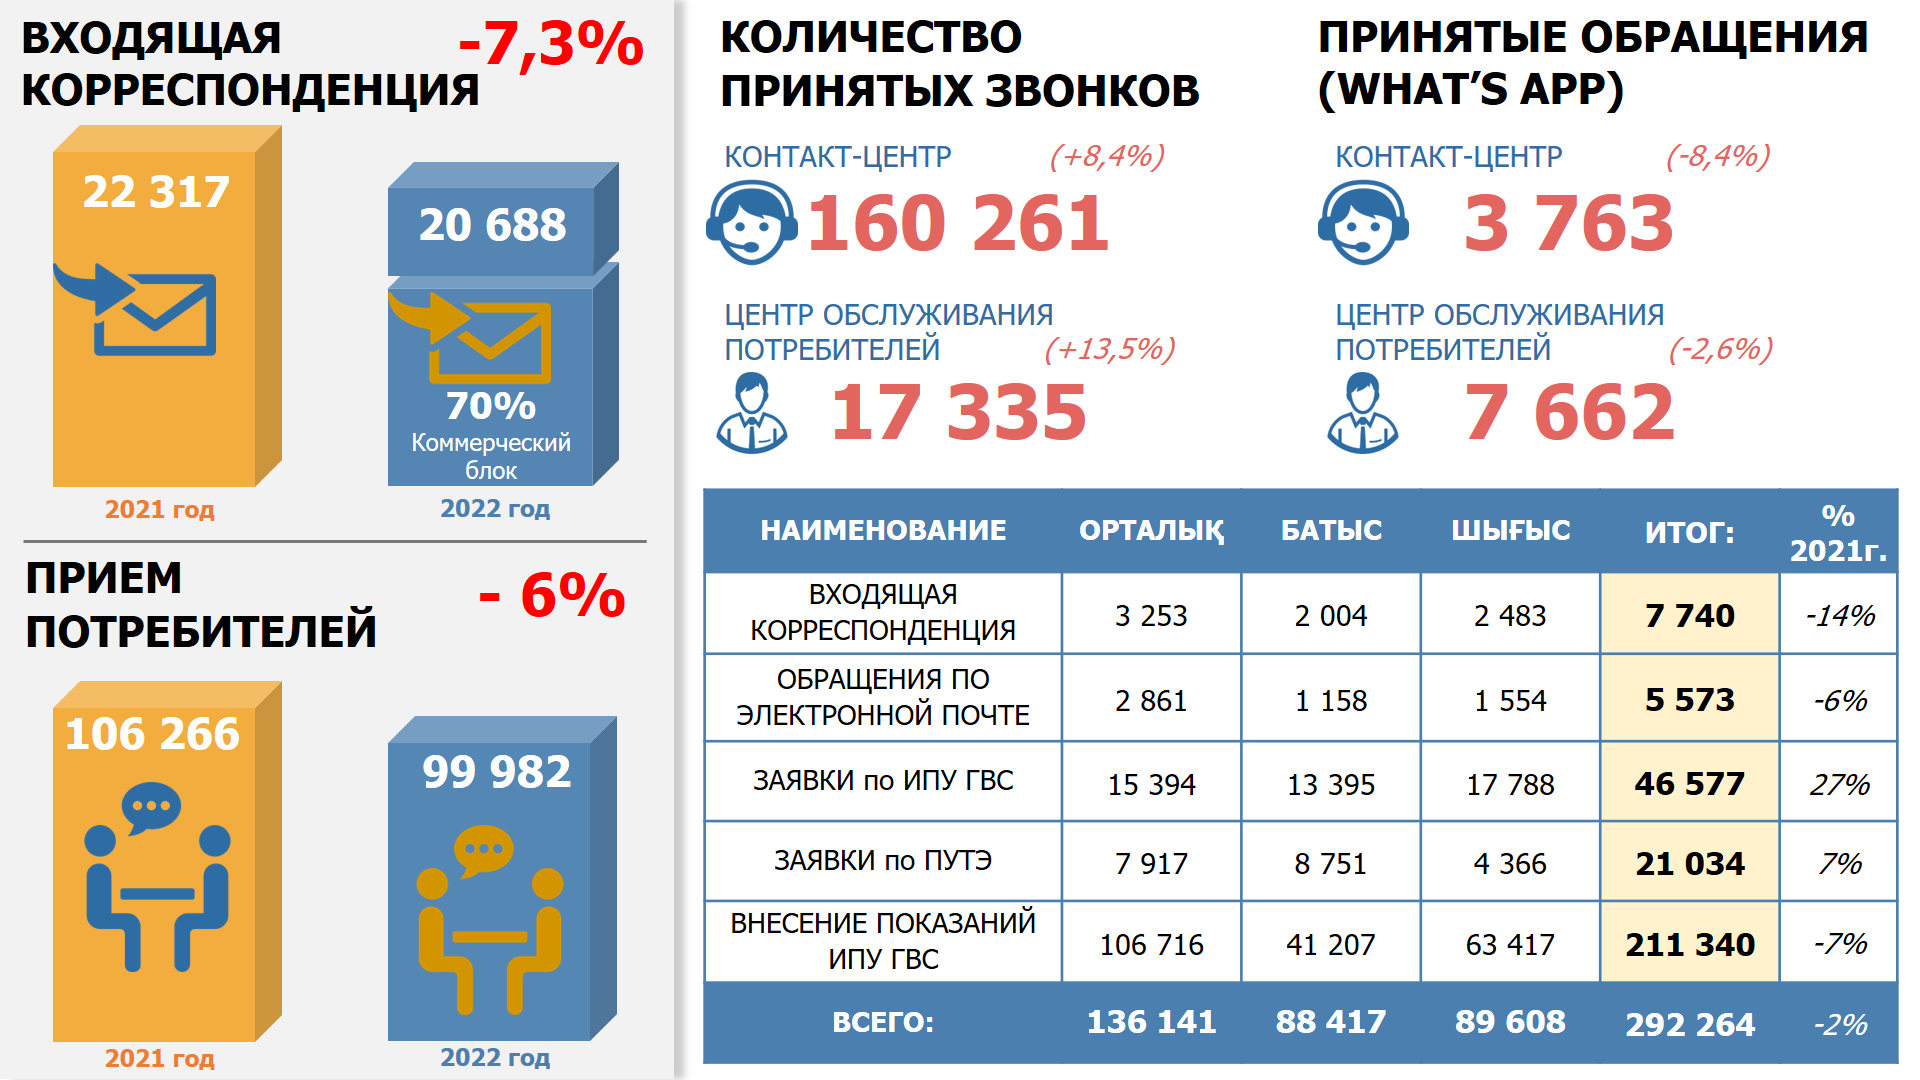 ВХОДЯЩАЯ
КОРРЕСПОНДЕНЦИЯ
-7,3%
22 317
20 688
70%
Коммерческий
блок
2021 год
2022 год
ПРИЕМ
ПОТРЕБИТЕЛЕЙ
- 6%
106 266
99 982
2021 год
2022 год
КОЛИЧЕСТВО
ПРИНЯТЫХ ЗВОНКОВ
КОНТАКТ-ЦЕНТР (+8,4%)
160 261
ЦЕНТР ОБСЛУЖИВАНИЯ
ПОТРЕБИТЕЛЕЙ (+13,5%)
17 335
ПРИНЯТЫЕ ОБРАЩЕНИЯ
(WHAT’S APP)
КОНТАКТ-ЦЕНТР (-8,4%)
3 763
ЦЕНТР ОБСЛУЖИВАНИЯ
ПОТРЕБИТЕЛЕЙ (-2,6%)
7 662
НАИМЕНОВАНИЕ ОРТАЛЫҚ БАТЫС ШЫҒЫС ИТОГ: %
2021г.
ВХОДЯЩАЯ
КОРРЕСПОНДЕНЦИЯ 3 253 2 004 2 483 7 740 -14%
ОБРАЩЕНИЯ ПО
ЭЛЕКТРОННОЙ ПОЧТЕ 2 861 1 158 1 554 5 573 -6%
ЗАЯВКИ по ИПУ ГВС 15 394 13 395 17 788 46 577 27%
ЗАЯВКИ по ПУТЭ 7 917 8 751 4 366 21 034 7%
ВНЕСЕНИЕ ПОКАЗАНИЙ
ИПУ ГВС 106 716 41 207 63 417 211 340 -7%
ВСЕГО: 136 141 88 417 89 608 292 264 -2%